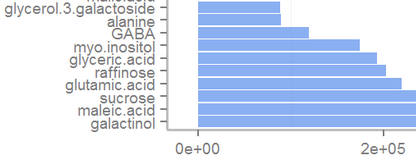 glycerol.3.galactoside
alanine
GABA
myo.inositol
glyceric.acid
raffinose
glutamic.acid
sucrose
maleic.acid
galactinol
0e+00 2e+05